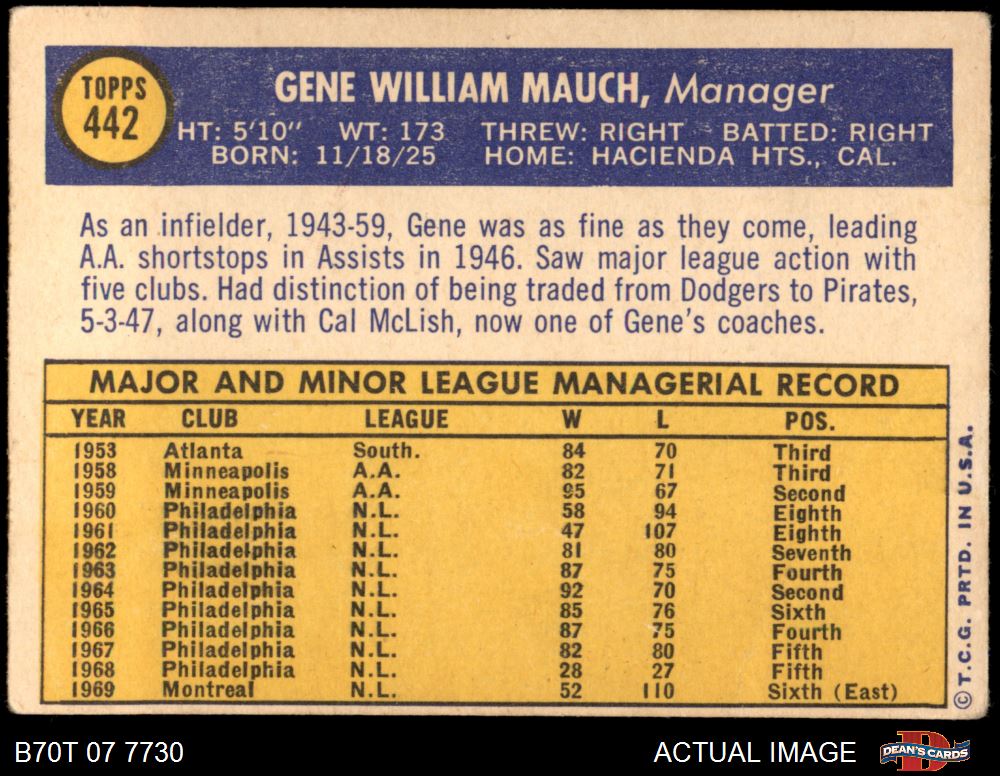 TOPPS
442
GENE WILLIAM MAUCH, Manager
HT: 5'10" WT: 173 THREW: RIGHT BATTED: RIGHT
BORN: 11/18/25 HOME: HACIENDA HTS., CAL.
As an infielder, 1943-59, Gene was as fine as they come, leading
A.A. shortstops in Assists in 1946. Saw major league action with
five clubs. Had distinction of being traded from Dodgers to Pirates,
5-3-47, along with Cal McLish, now one of Gene's coaches.
MAJOR AND MINOR LEAGUE MANAGERIAL RECORD
YEAR CLUB LEAGUE W L POS.
1953 Atlanta South. 84 70 Third
1958 Minneapolis A.A. 82 71 Third
1959 Minneapolis A.A. 95 67 Second
1960 Philadelphia N.L. 58 94 Eighth
1961 Philadelphia N.L. 47 107 Eighth
1962 Philadelphia N.L. 81 80 Seventh
1963 Philadelphia N.L. 87 75 Fourth
1964 Philadelphia N.L. 92 70 Second
1965 Philadelphia N.L. 85 76 Sixth
1966 Philadelphia N.L. 87 75 Fourth
1967 Philadelphia N.L. 82 80 Fifth
1968 Philadelphia N.L. 28 27 Fifth
1969 Montreal N.L. 52 110 Sixth (East)
©T.C.G. PRTD. IN U.S.A.
B70T 07 7730 ACTUAL IMAGE
DEAN'S CARDS